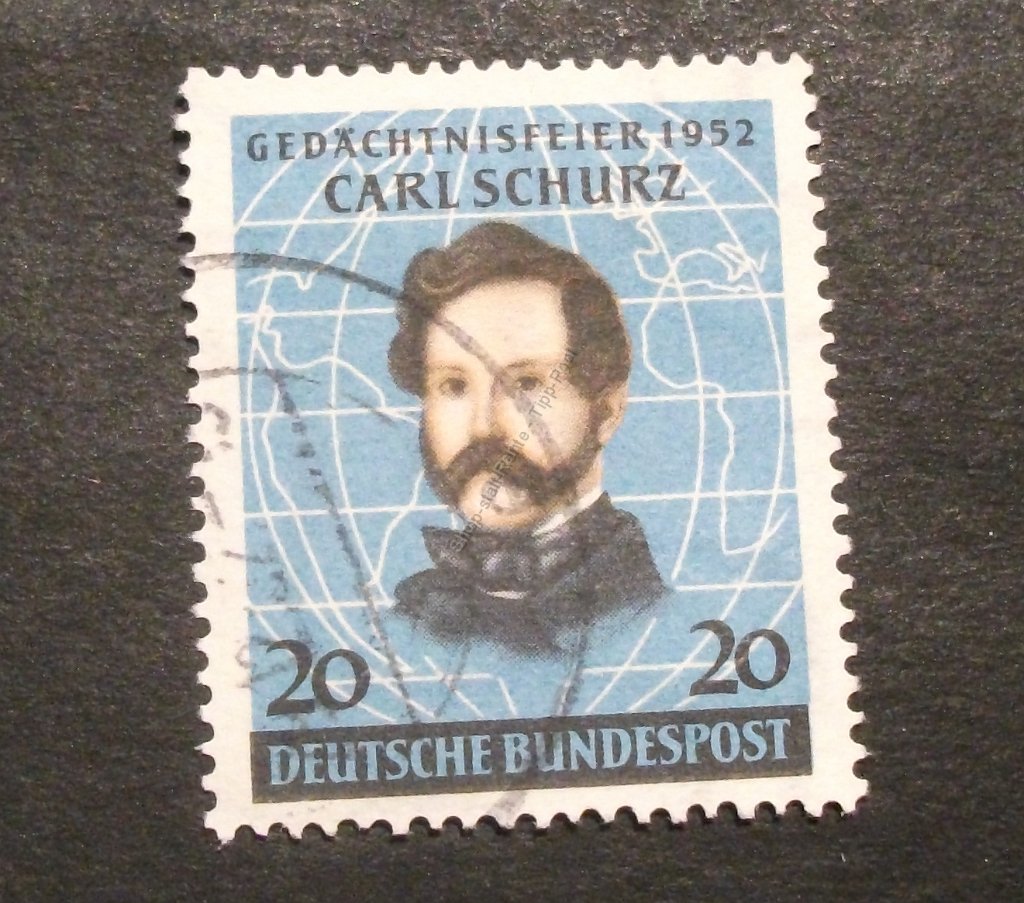 GEDÄCHTNISFEIER 1952
CARL SCHURZ
20 20
DEUTSCHE BUNDESPOST